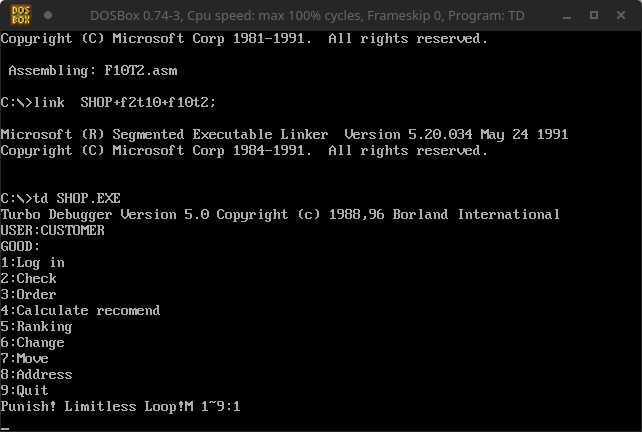 DOS BOX
DOSBox 0.74-3, Cpu speed: max 100% cycles, Frameskip 0, Program: TD
Copyright (C) Microsoft Corp 1981-1991.  All rights reserved.
Assembling: F10T2.asm
C:\>link  SHOP+f2t10+f10t2;
Microsoft (R) Segmented Executable Linker  Version 5.20.034 May 24 1991
Copyright (C) Microsoft Corp 1984-1991.  All rights reserved.
C:\>td SHOP.EXE
Turbo Debugger Version 5.0 Copyright (c) 1988,96 Borland International
USER:CUSTOMER
GOOD:
1:Log in
2:Check
3:Order
4:Calculate recomend
5:Ranking
6:Change
7:Move
8:Address
9:Quit
Punish! Limitless Loop!M 1~9:1